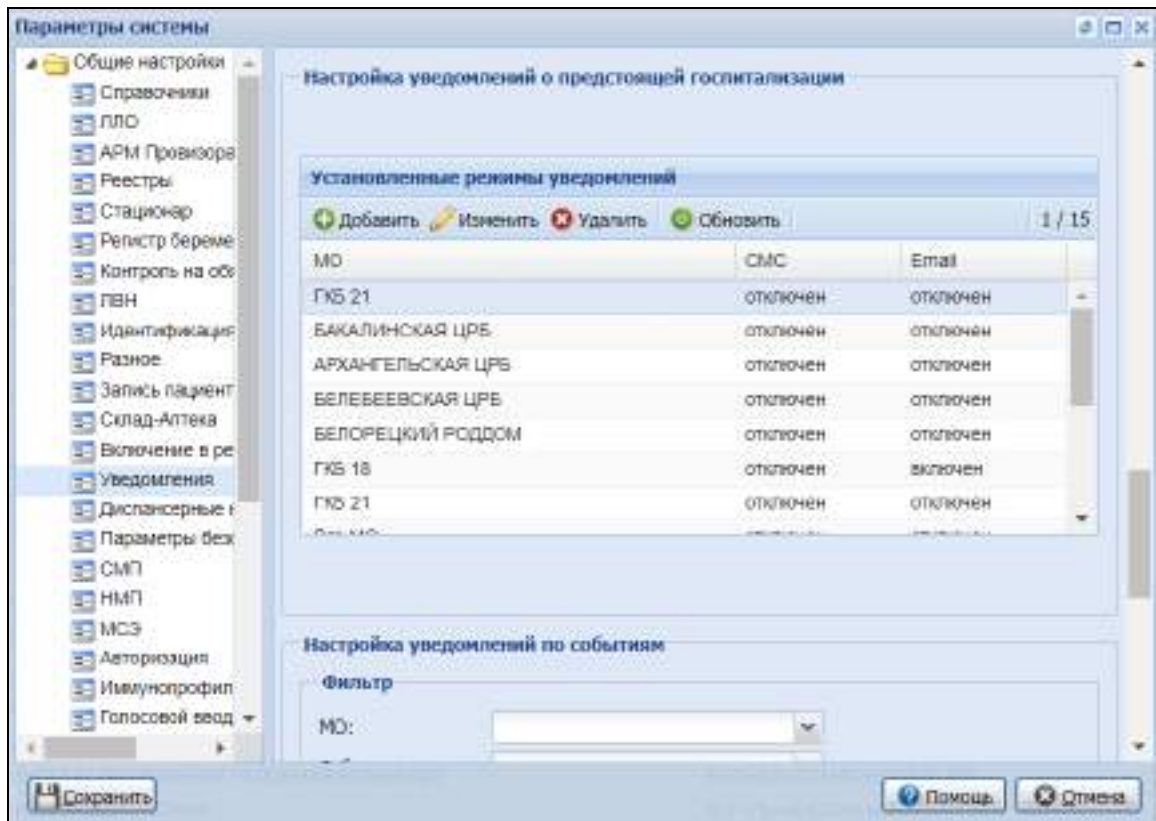 Параметры системы
Общие настройки
Справочники
ЛЛО
АРМ Провизора
Реестры
Стационар
Регистр береме
Контроль на обя
ЛВН
Идентификация
Разное
Запись пациент
Склад-Аптека
Включение в ре
Уведомления
Диспансерные
Параметры без
СМП
НМП
МСЭ
Авторизация
Иммунопрофил
Голосовой ввод
Настройка уведомлений о предстоящей госпитализации
Установленные режимы уведомлений
Добавить Изменить Удалить Обновить 1 / 15
МО СМС Email
ГКБ 21 отключен отключен
БАКАЛИНСКАЯ ЦРБ отключен отключен
АРХАНГЕЛЬСКАЯ ЦРБ отключен отключен
БЕЛЕБЕЕВСКАЯ ЦРБ отключен отключен
БЕЛОРЕЦКИЙ РОДДОМ отключен отключен
ГКБ 18 отключен включен
ГКБ 21 отключен отключен
Настройка уведомлений по событиям
Фильтр
МО:
Сохранить Помощь Отмена